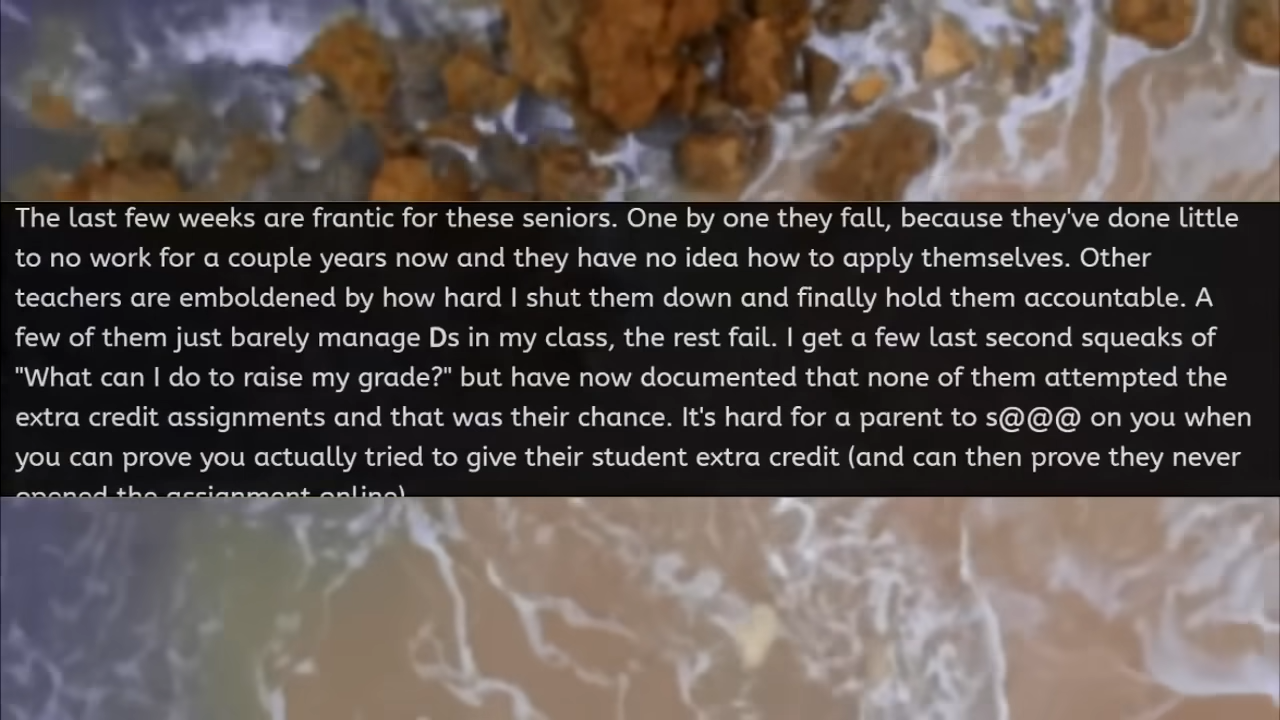 The last few weeks are frantic for these seniors. One by one they fall, because they've done little
to no work for a couple years now and they have no idea how to apply themselves. Other
teachers are emboldened by how hard I shut them down and finally hold them accountable. A
few of them just barely manage Ds in my class, the rest fail. I get a few last second squeaks of
"What can I do to raise my grade?" but have now documented that none of them attempted the
extra credit assignments and that was their chance. It's hard for a parent to s@@@ on you when
you can prove you actually tried to give their student extra credit (and can then prove they never
opened the assignment online)